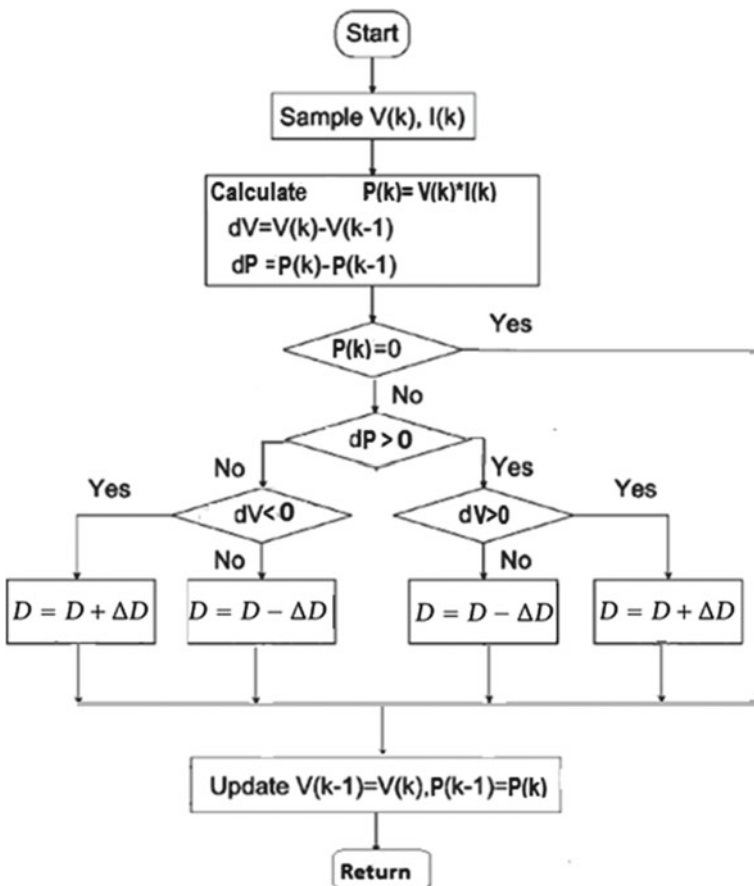 Start
Sample V(k), I(k)
Calculate P(k)= V(k)*I(k)
dV=V(k)-V(k-1)
dP =P(k)-P(k-1)
Yes
P(k)=0
No
dP > 0
No
Yes
Yes
Yes
dV<0
dV>0
No
No
D = D + ΔD
D = D − ΔD
D = D − ΔD
D = D + ΔD
Update V(k-1)=V(k),P(k-1)=P(k)
Return